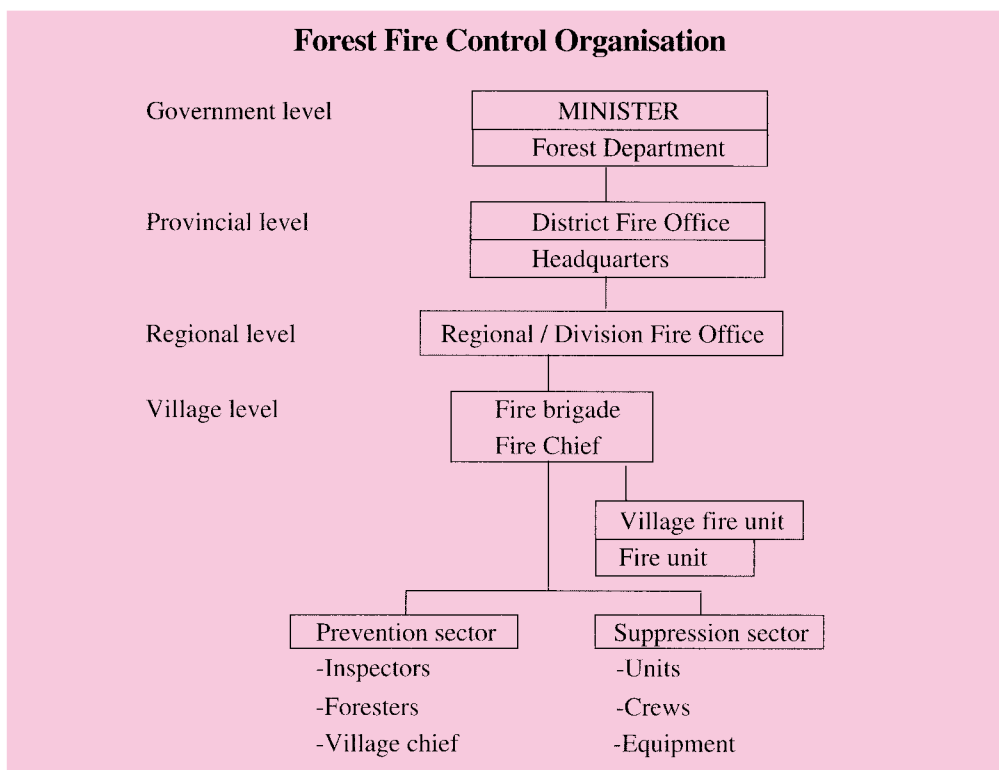 Forest Fire Control Organisation
Government level
MINISTER
Forest Department
Provincial level
District Fire Office
Headquarters
Regional level
Regional / Division Fire Office
Village level
Fire brigade
Fire Chief
Village fire unit
Fire unit
Prevention sector
-Inspectors
-Foresters
-Village chief
Suppression sector
-Units
-Crews
-Equipment